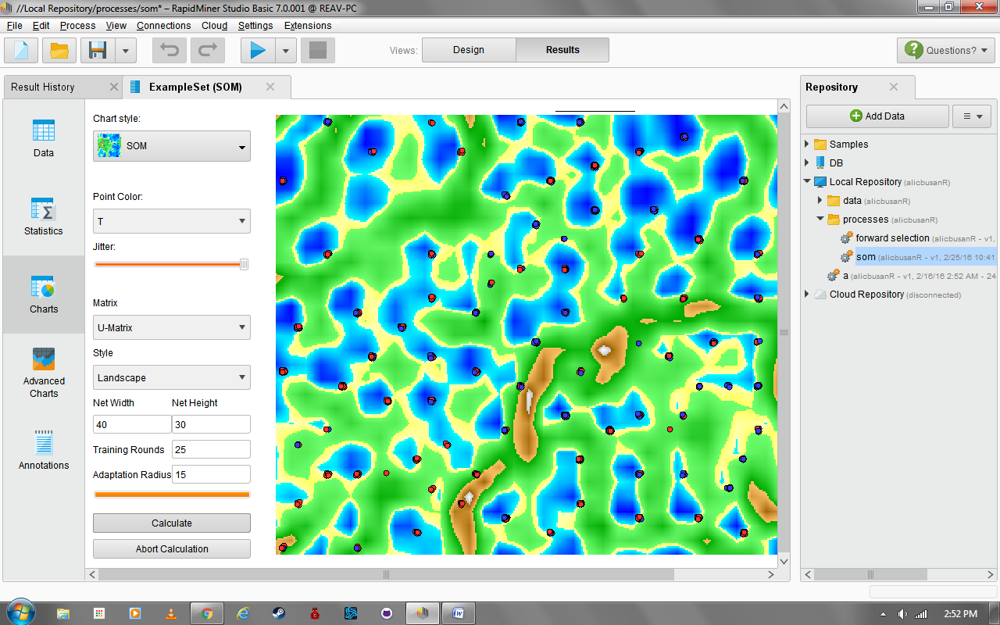 //Local Repository/processes/som* – RapidMiner Studio Basic 7.0.001 @ REAV-PC
File Edit Process View Connections Cloud Settings Extensions
Views: Design Results Questions?
Result History ExampleSet (SOM) Repository
Data
Statistics
Charts
Advanced
Charts
Annotations
Chart style:
SOM
Point Color:
T
Jitter:
Matrix
U-Matrix
Style
Landscape
Net Width Net Height
40 30
Training Rounds 25
Adaptation Radius 15
Calculate
Abort Calculation
Add Data
Samples
DB
Local Repository (alicbusanR)
data (alicbusanR)
processes (alicbusanR)
forward selection (alicbusanR - v1,
som (alicbusanR - v1, 2/25/16 10:41
a (alicbusanR - v1, 2/16/16 2:52 AM - 24
Cloud Repository (disconnected)
2:52 PM